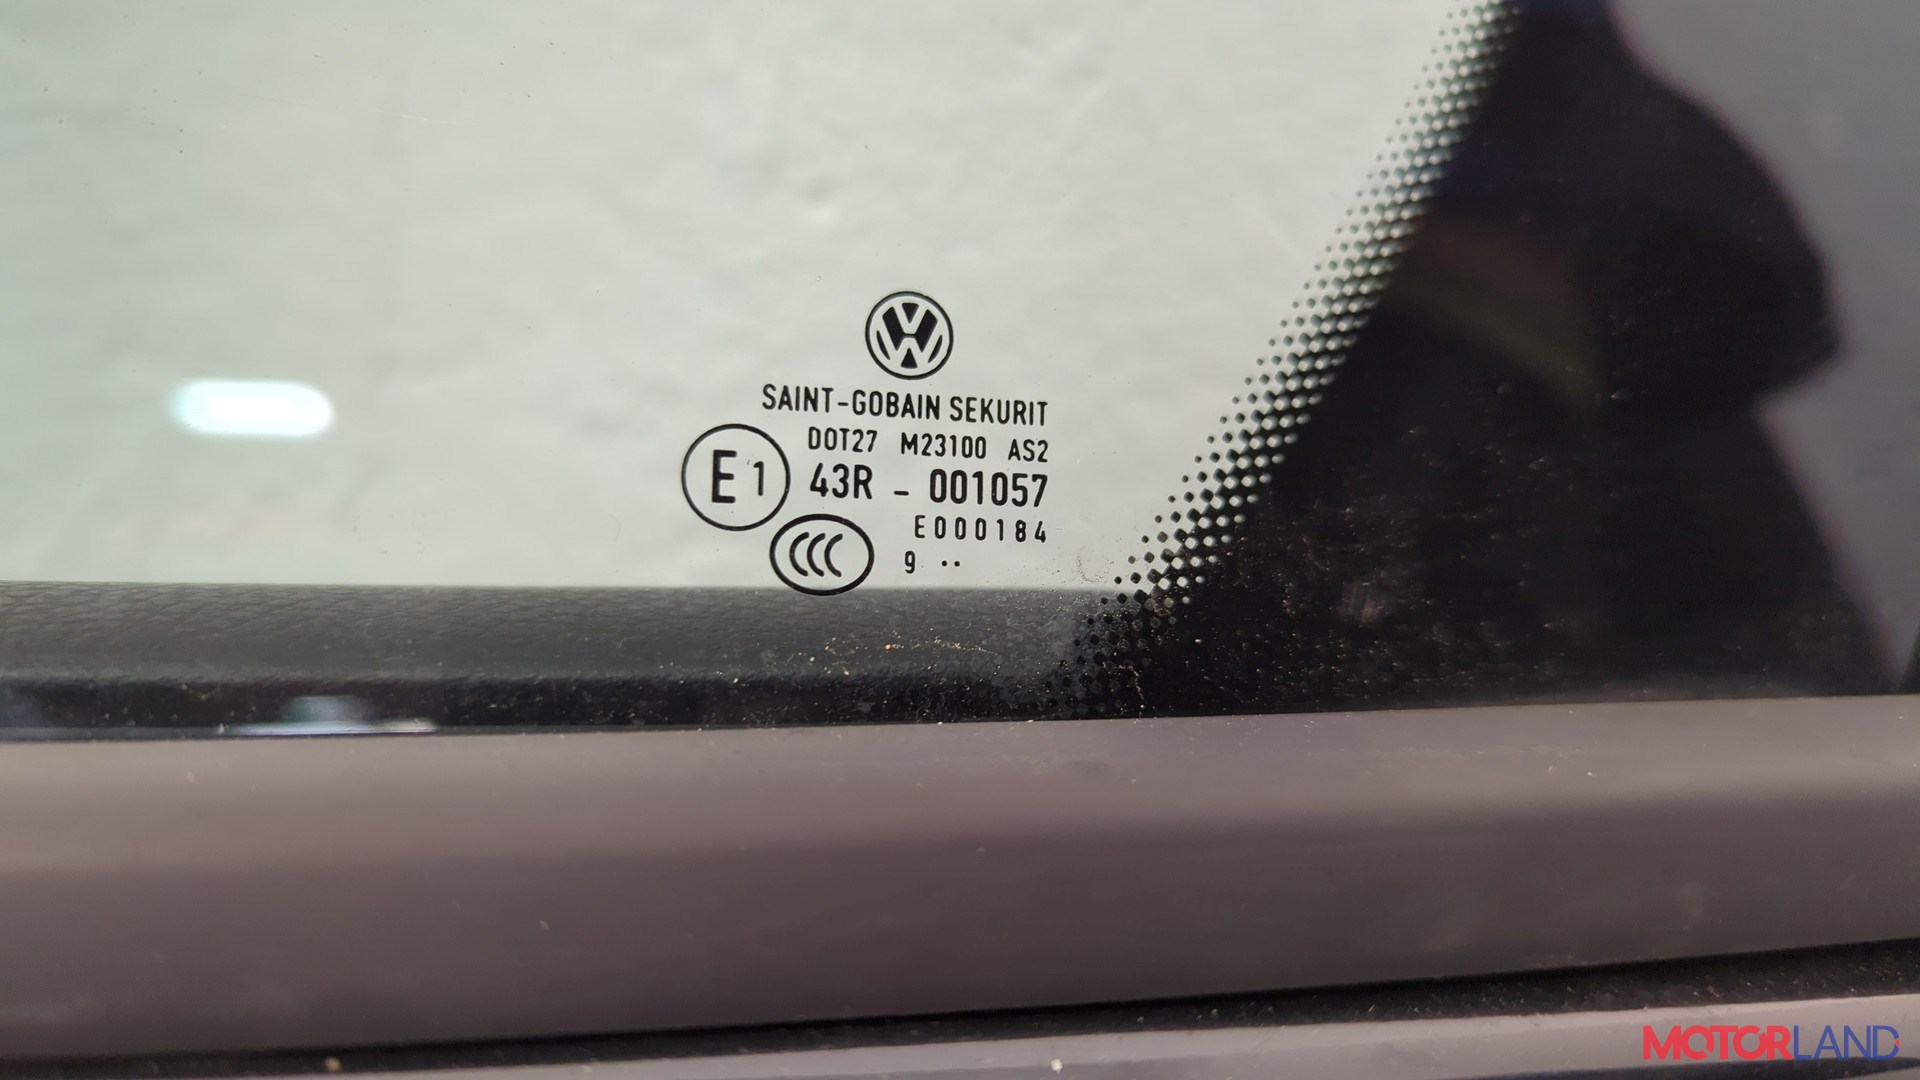 SAINT-GOBAIN SEKURIT
DOT27 M23100 AS2
E1 43R - 001057
E000184
CCC 9 ··
MOTORLAND